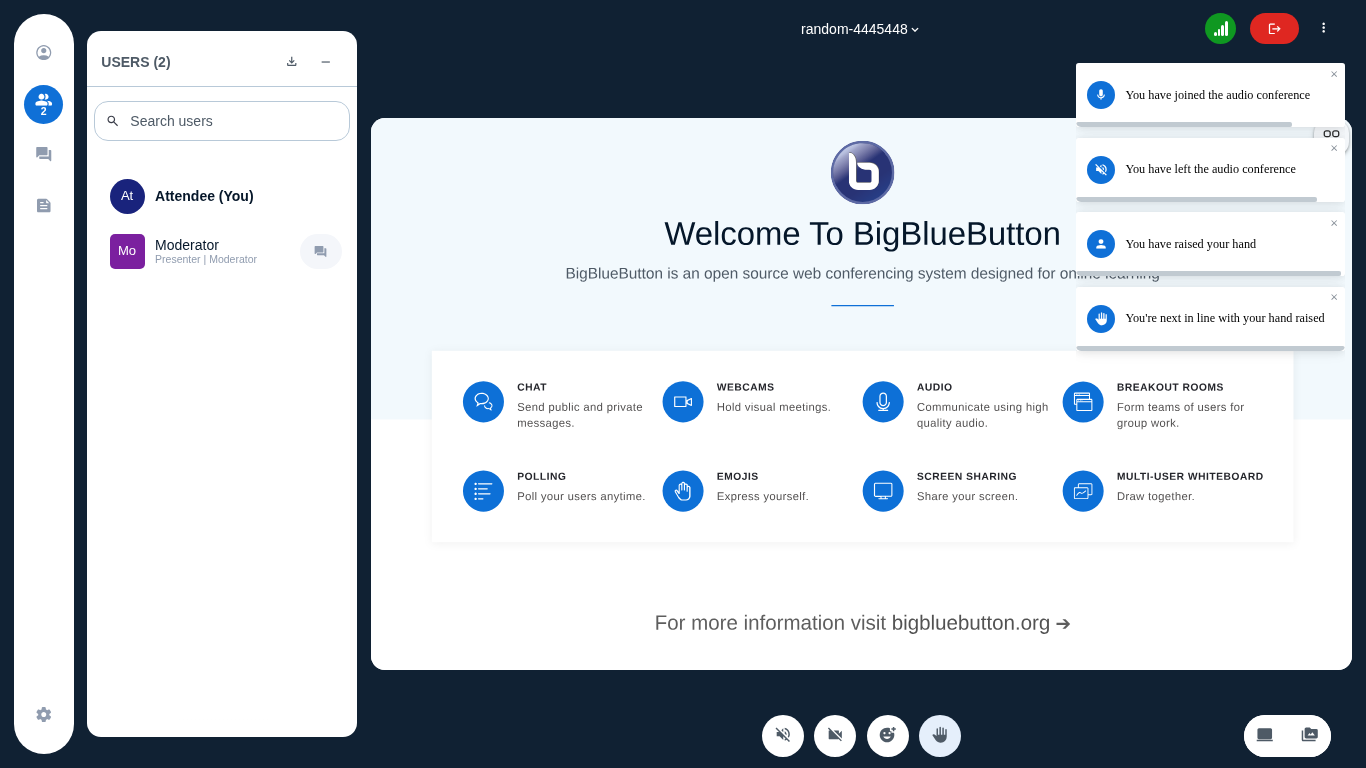 random-4445448
USERS (2)
2
Search users
At
Attendee (You)
Mo
Moderator
Presenter | Moderator
You have joined the audio conference
You have left the audio conference
You have raised your hand
You're next in line with your hand raised
Welcome To BigBlueButton
BigBlueButton is an open source web conferencing system designed for online learning
CHAT
Send public and private
messages.
WEBCAMS
Hold visual meetings.
AUDIO
Communicate using high
quality audio.
BREAKOUT ROOMS
Form teams of users for
group work.
POLLING
Poll your users anytime.
EMOJIS
Express yourself.
SCREEN SHARING
Share your screen.
MULTI-USER WHITEBOARD
Draw together.
For more information visit bigbluebutton.org ➔